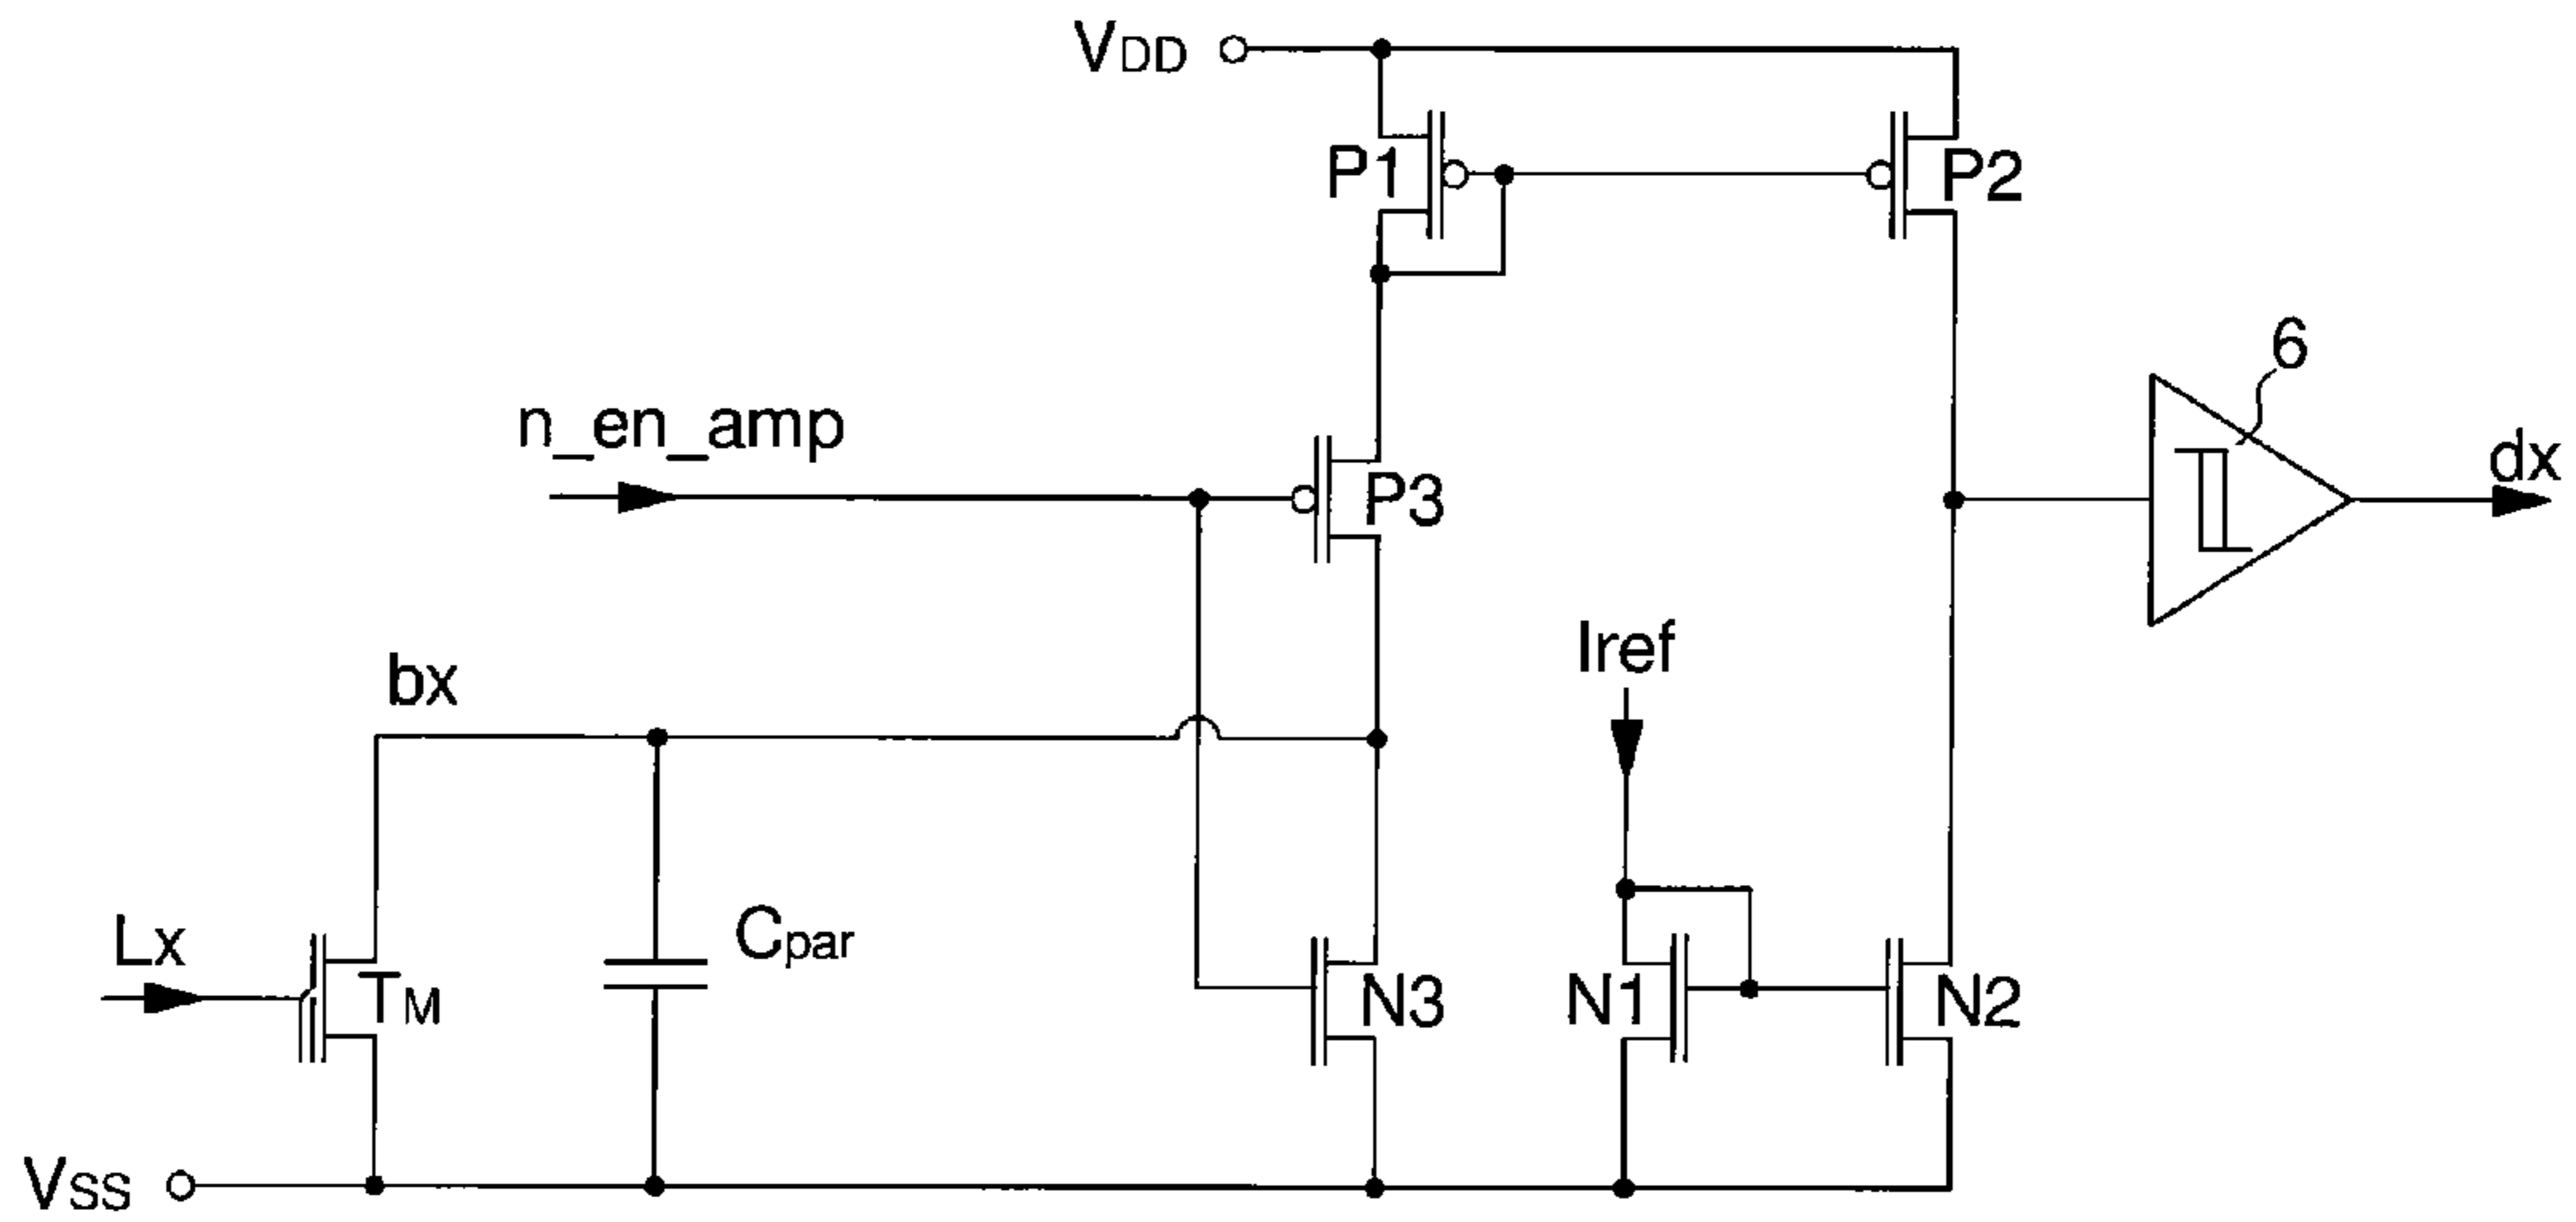 VDD
P1
P2
6
n_en_amp
P3
dx
Iref
bx
Lx
TM
Cpar
N3
N1
N2
VSS